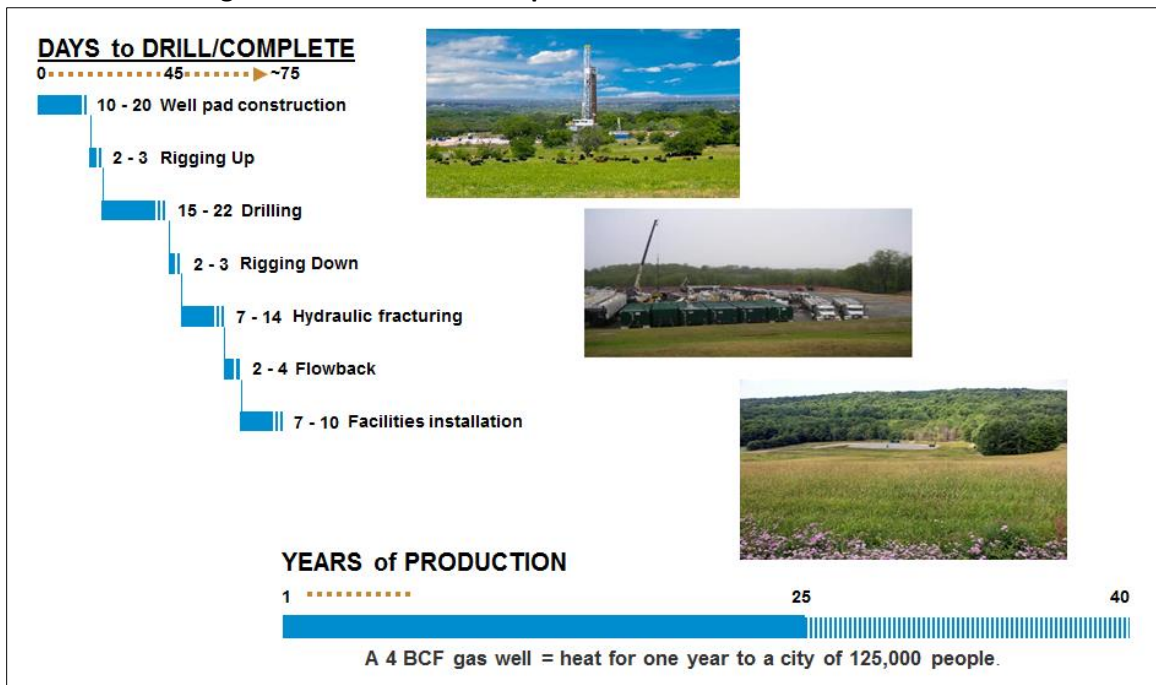 DAYS to DRILL/COMPLETE
0 45 ~75
10 - 20 Well pad construction
2 - 3 Rigging Up
15 - 22 Drilling
2 - 3 Rigging Down
7 - 14 Hydraulic fracturing
2 - 4 Flowback
7 - 10 Facilities installation
YEARS of PRODUCTION
1 25 40
A 4 BCF gas well = heat for one year to a city of 125,000 people.